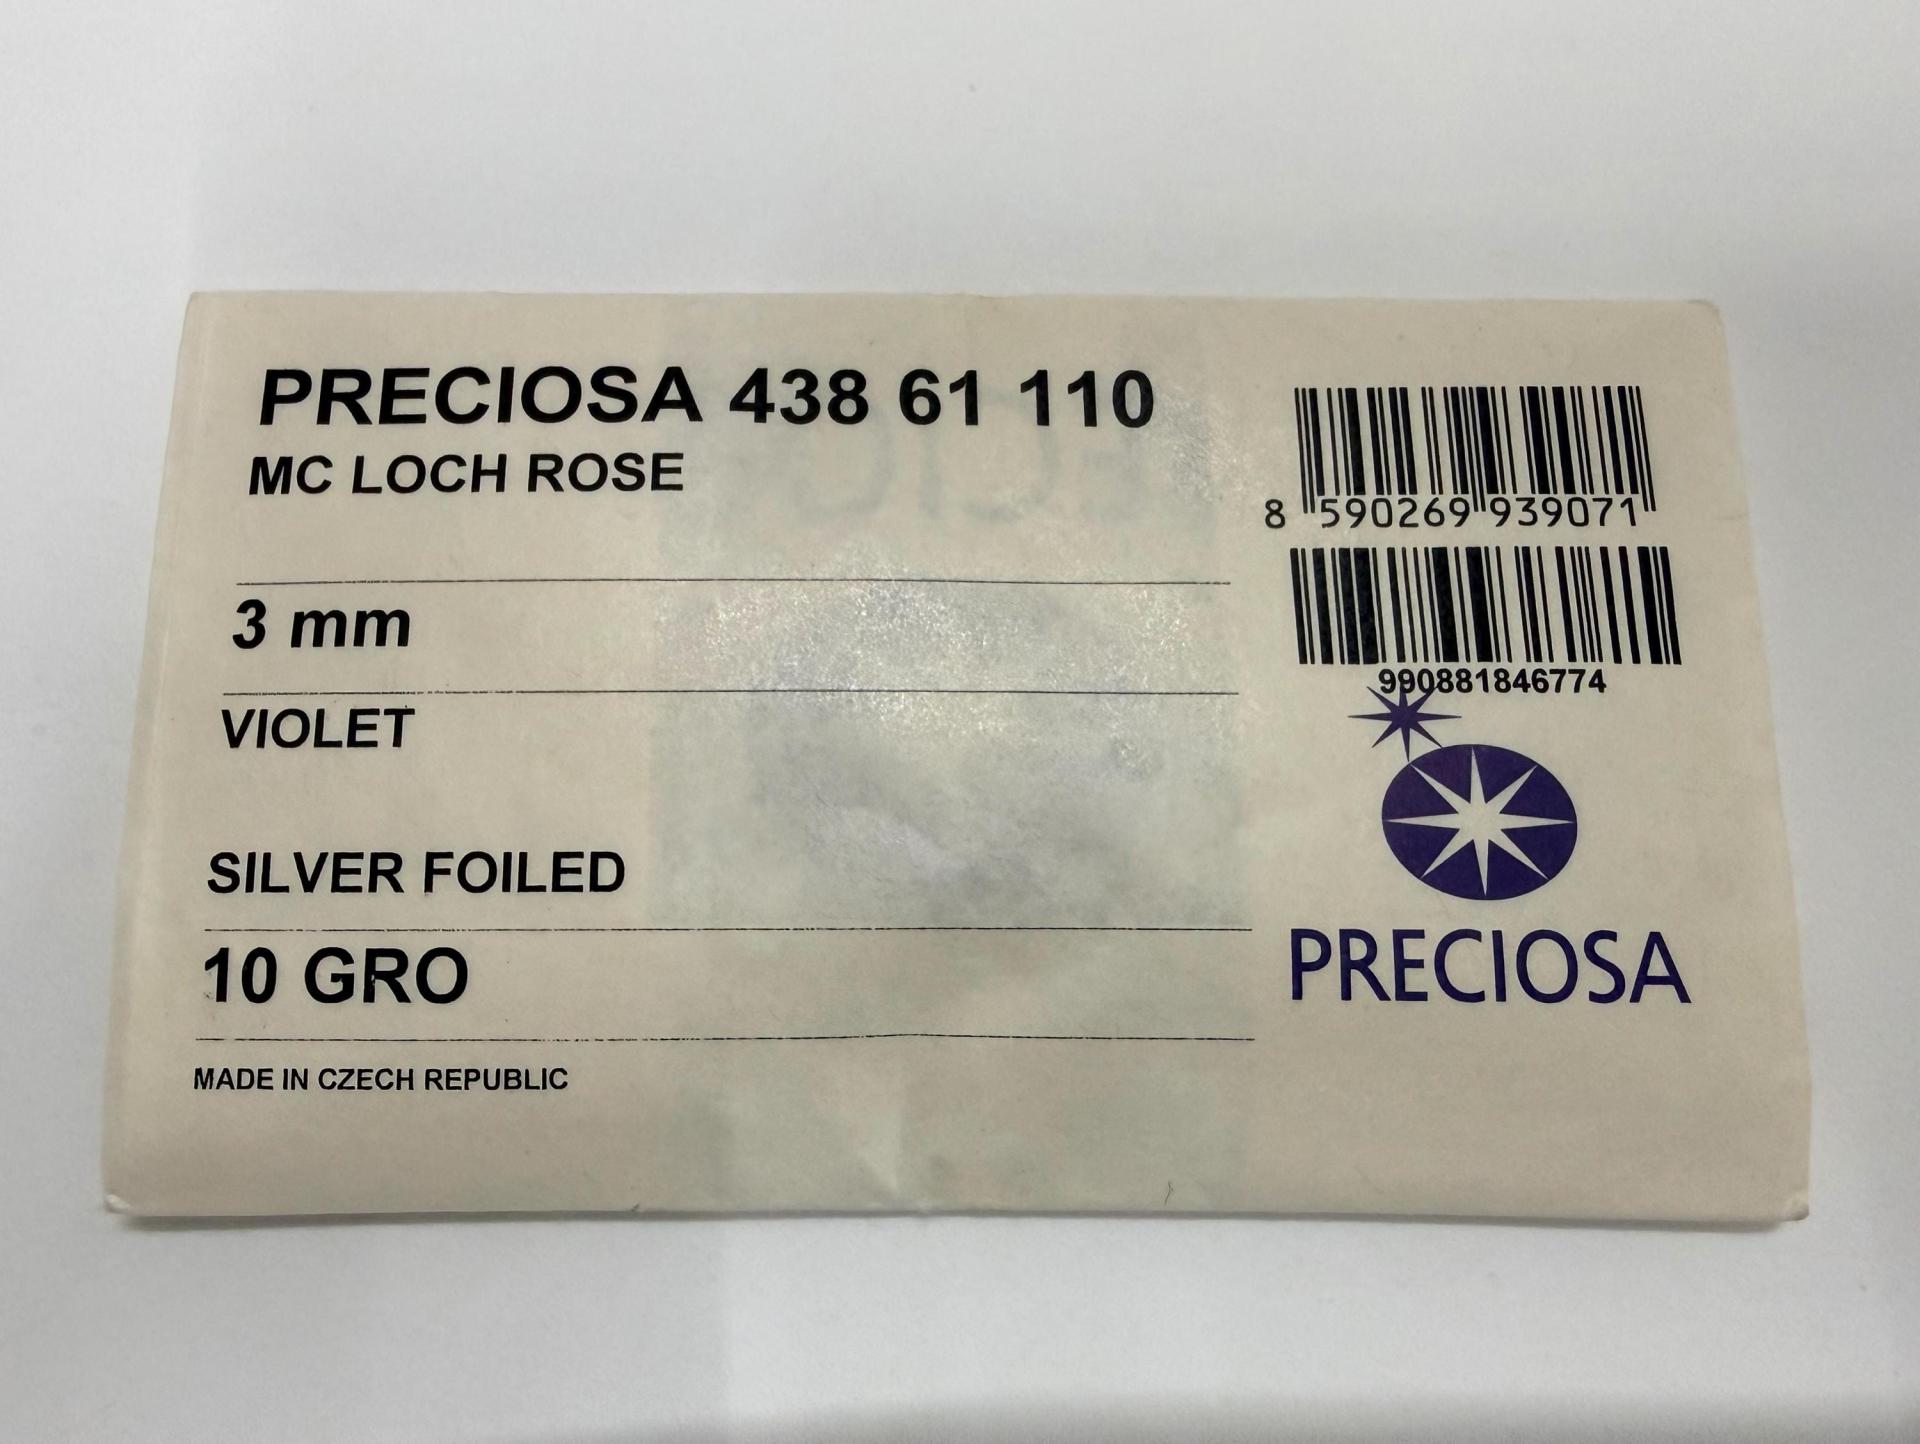 PRECIOSA 438 61 110
MC LOCH ROSE
3 mm
VIOLET
SILVER FOILED
10 GRO
MADE IN CZECH REPUBLIC
8 590269 939071
990881846774
PRECIOSA